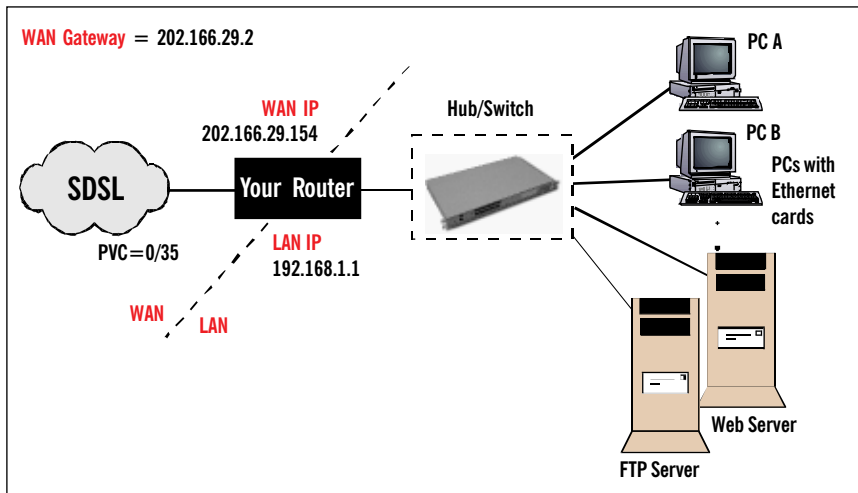 WAN Gateway = 202.166.29.2
PC A
WAN IP
202.166.29.154
Hub/Switch
PC B
PCs with
Ethernet
cards
SDSL
Your Router
PVC=0/35
LAN IP
192.168.1.1
WAN
LAN
Web Server
FTP Server